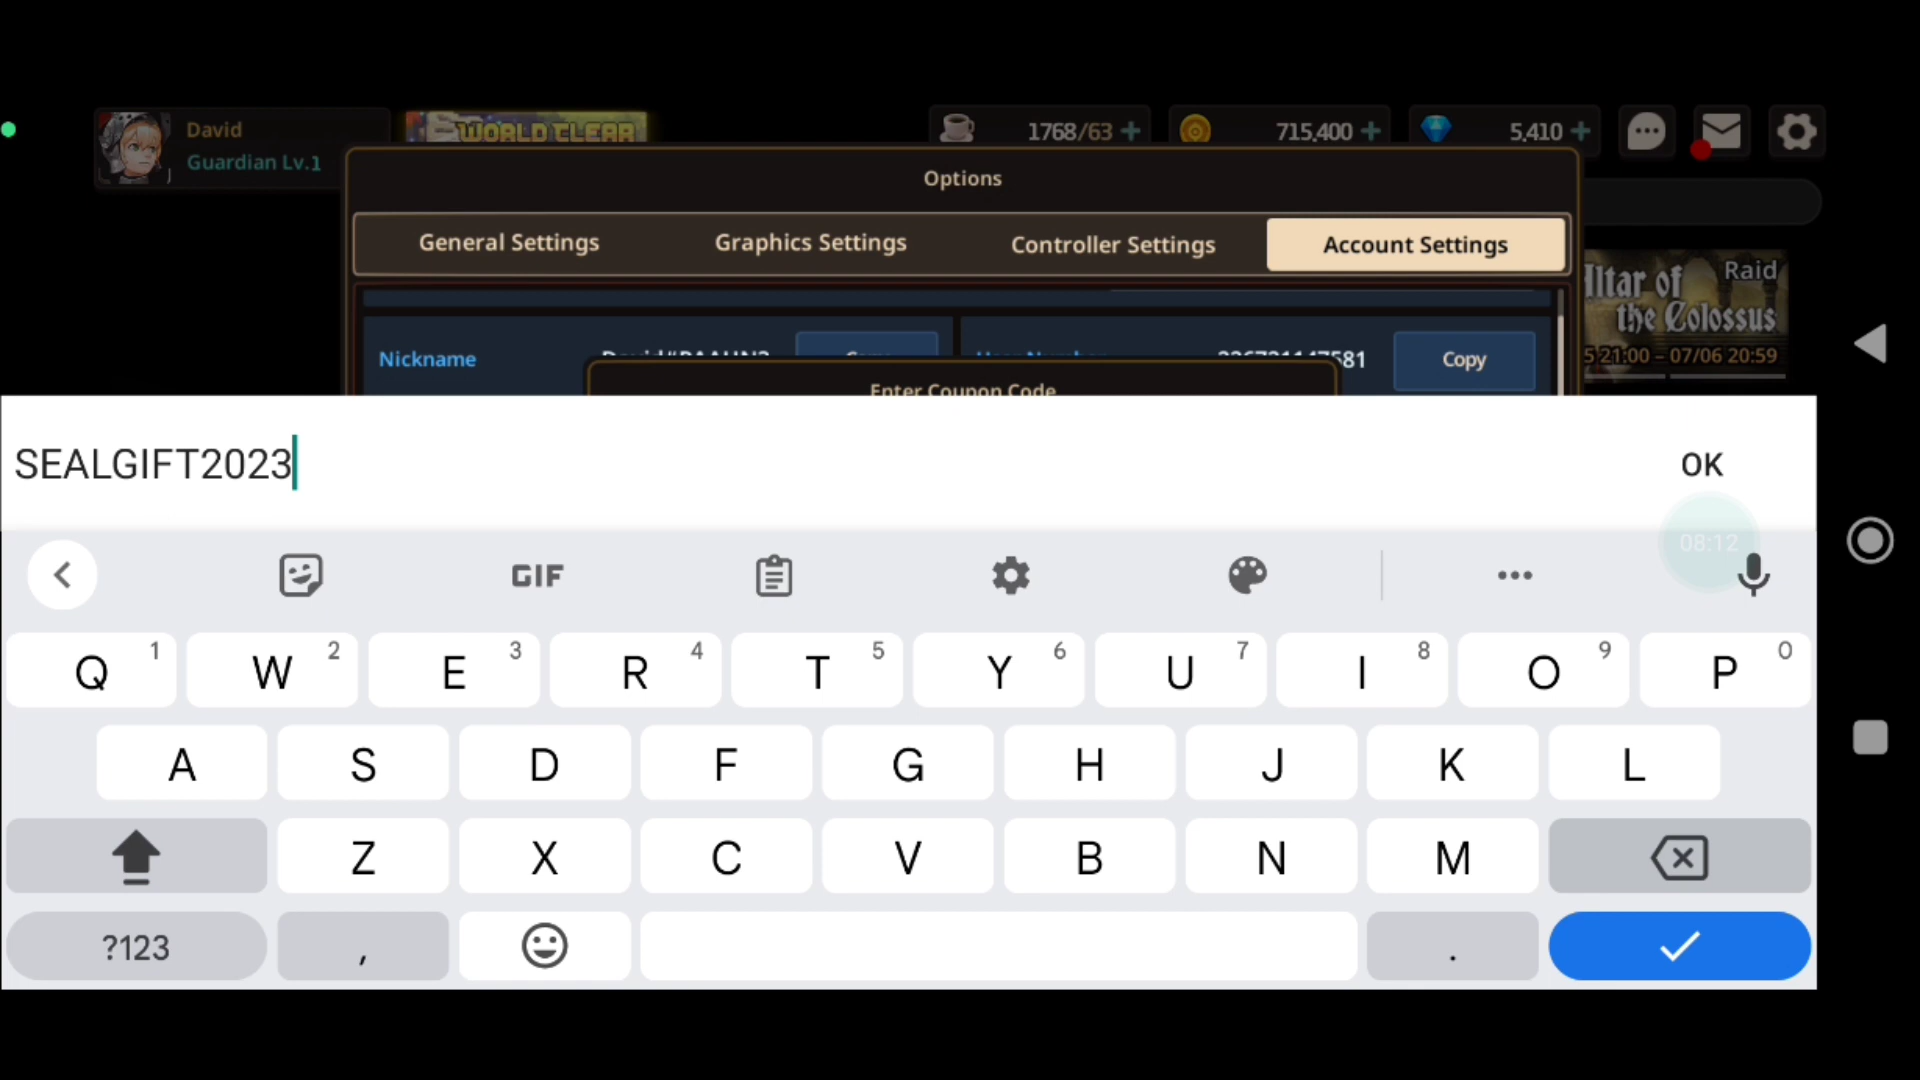 David
Guardian Lv.1
WORLD CLEAR
1768/63
715,400
5,410
Options
General Settings
Graphics Settings
Controller Settings
Account Settings
Raid
Altar of
the Colossus
21:00 - 07/06 20:59
Nickname
Copy
Enter Coupon Code
SEALGIFT2023
OK
08:12
GIF
Q 1 W 2 E 3 R 4 T 5 Y 6 U 7 I 8 O 9 P 0
A S D F G H J K L
Z X C V B N M
?123 , .